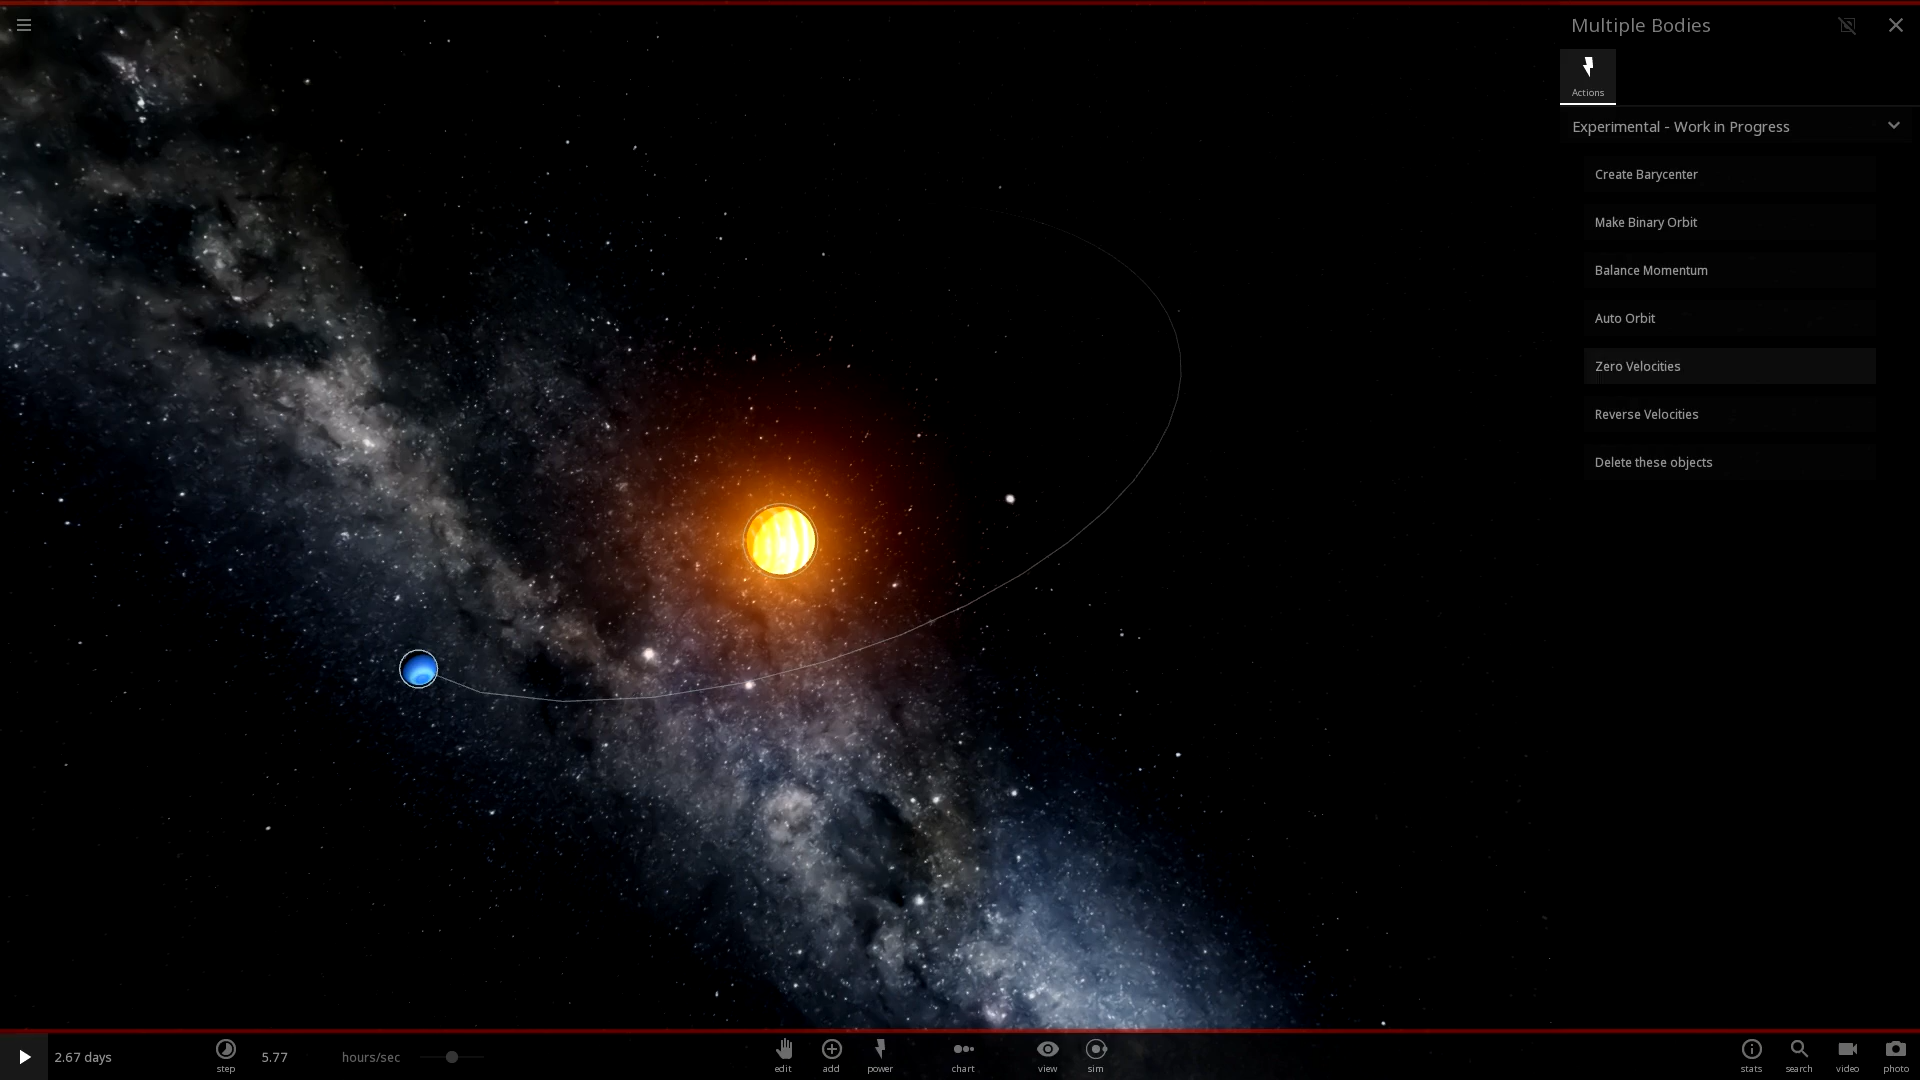 Multiple Bodies
Actions
Experimental - Work in Progress
Create Barycenter
Make Binary Orbit
Balance Momentum
Auto Orbit
Zero Velocities
Reverse Velocities
Delete these objects
2.67 days
step
5.77
hours/sec
edit
add
power
chart
view
sim
stats
search
video
photo